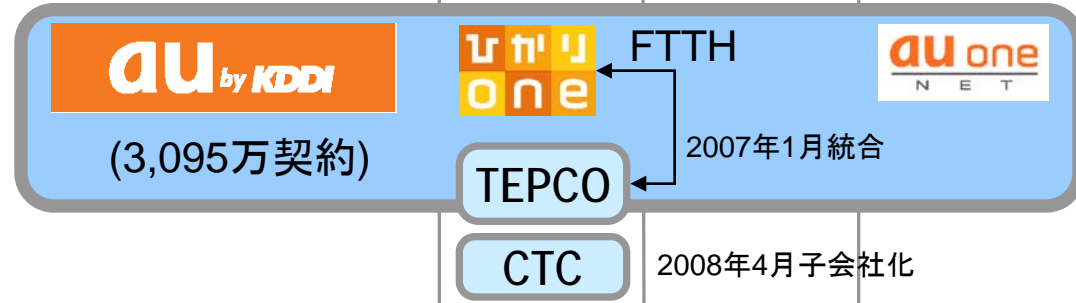 au by KDDI
(3,095万契約)
ひかり
one
FTTH
au one
NET
2007年1月統合
TEPCO
CTC
2008年4月子会社化